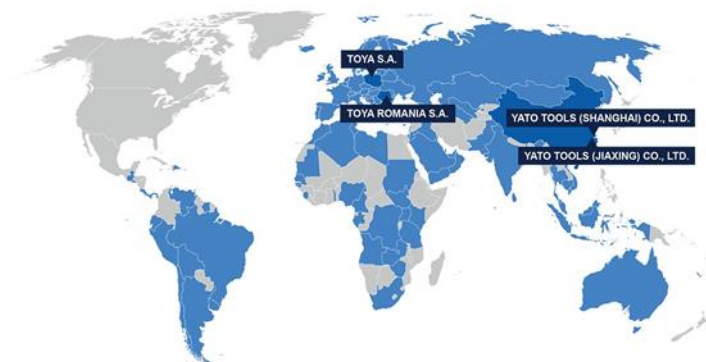 TOYA S.A.
TOYA ROMANIA S.A.
YATO TOOLS (SHANGHAI) CO., LTD.
YATO TOOLS (JIAXING) CO., LTD.